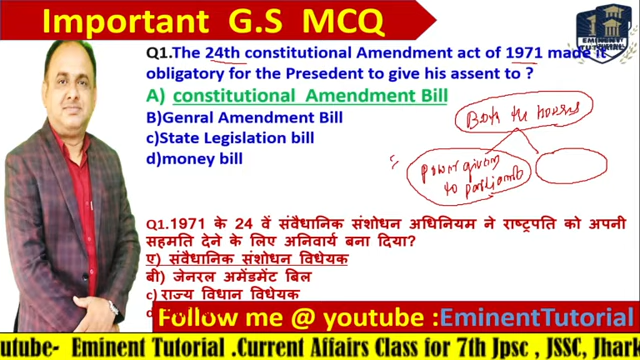 Important G.S MCQ
EMINENT
TUTORIAL
Q1.The 24th constitutional Amendment act of 1971 made it
obligatory for the Presedent to give his assent to ?
A) constitutional Amendment Bill
B)Genral Amendment Bill
c)State Legislation bill
d)money bill
Both the houses
Power given
to parliament
Q1.1971 के 24 वें संवैधानिक संशोधन अधिनियम ने राष्ट्रपति को अपनी
सहमति देने के लिए अनिवार्य बना दिया?
ए) संवैधानिक संशोधन विधेयक
बी) जेनरल अमेंडमेंट बिल
c) राज्य विधान विधेयक
d
Follow me @ youtube :EminentTutorial
utube- Eminent Tutorial .Current Affairs Class for 7th Jpsc , JSSC, Jhark